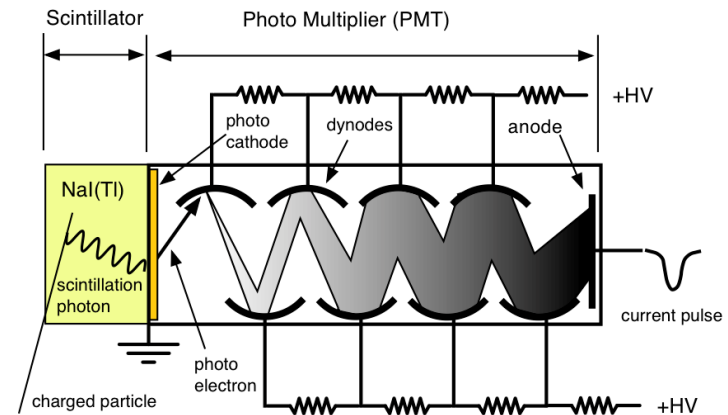 Scintillator
Photo Multiplier (PMT)
+HV
photo
cathode
dynodes
anode
NaI(Tl)
scintillation
photon
current pulse
photo
electron
charged particle
+HV